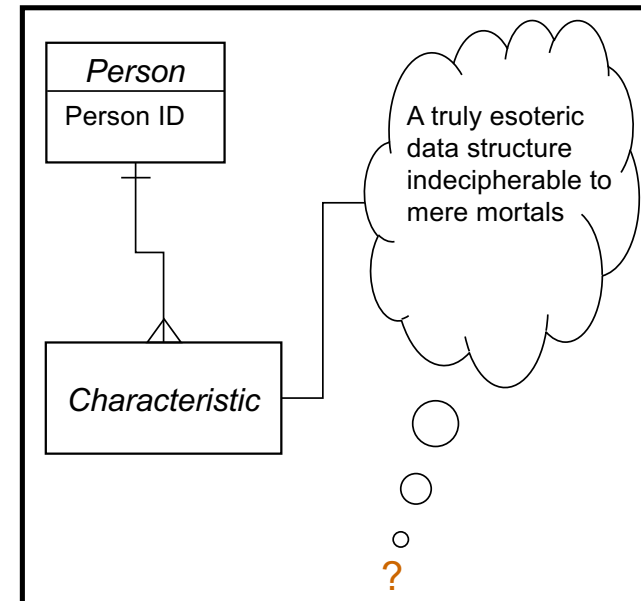 Person
Person ID
A truly esoteric
data structure
indecipherable to
mere mortals
Characteristic
?